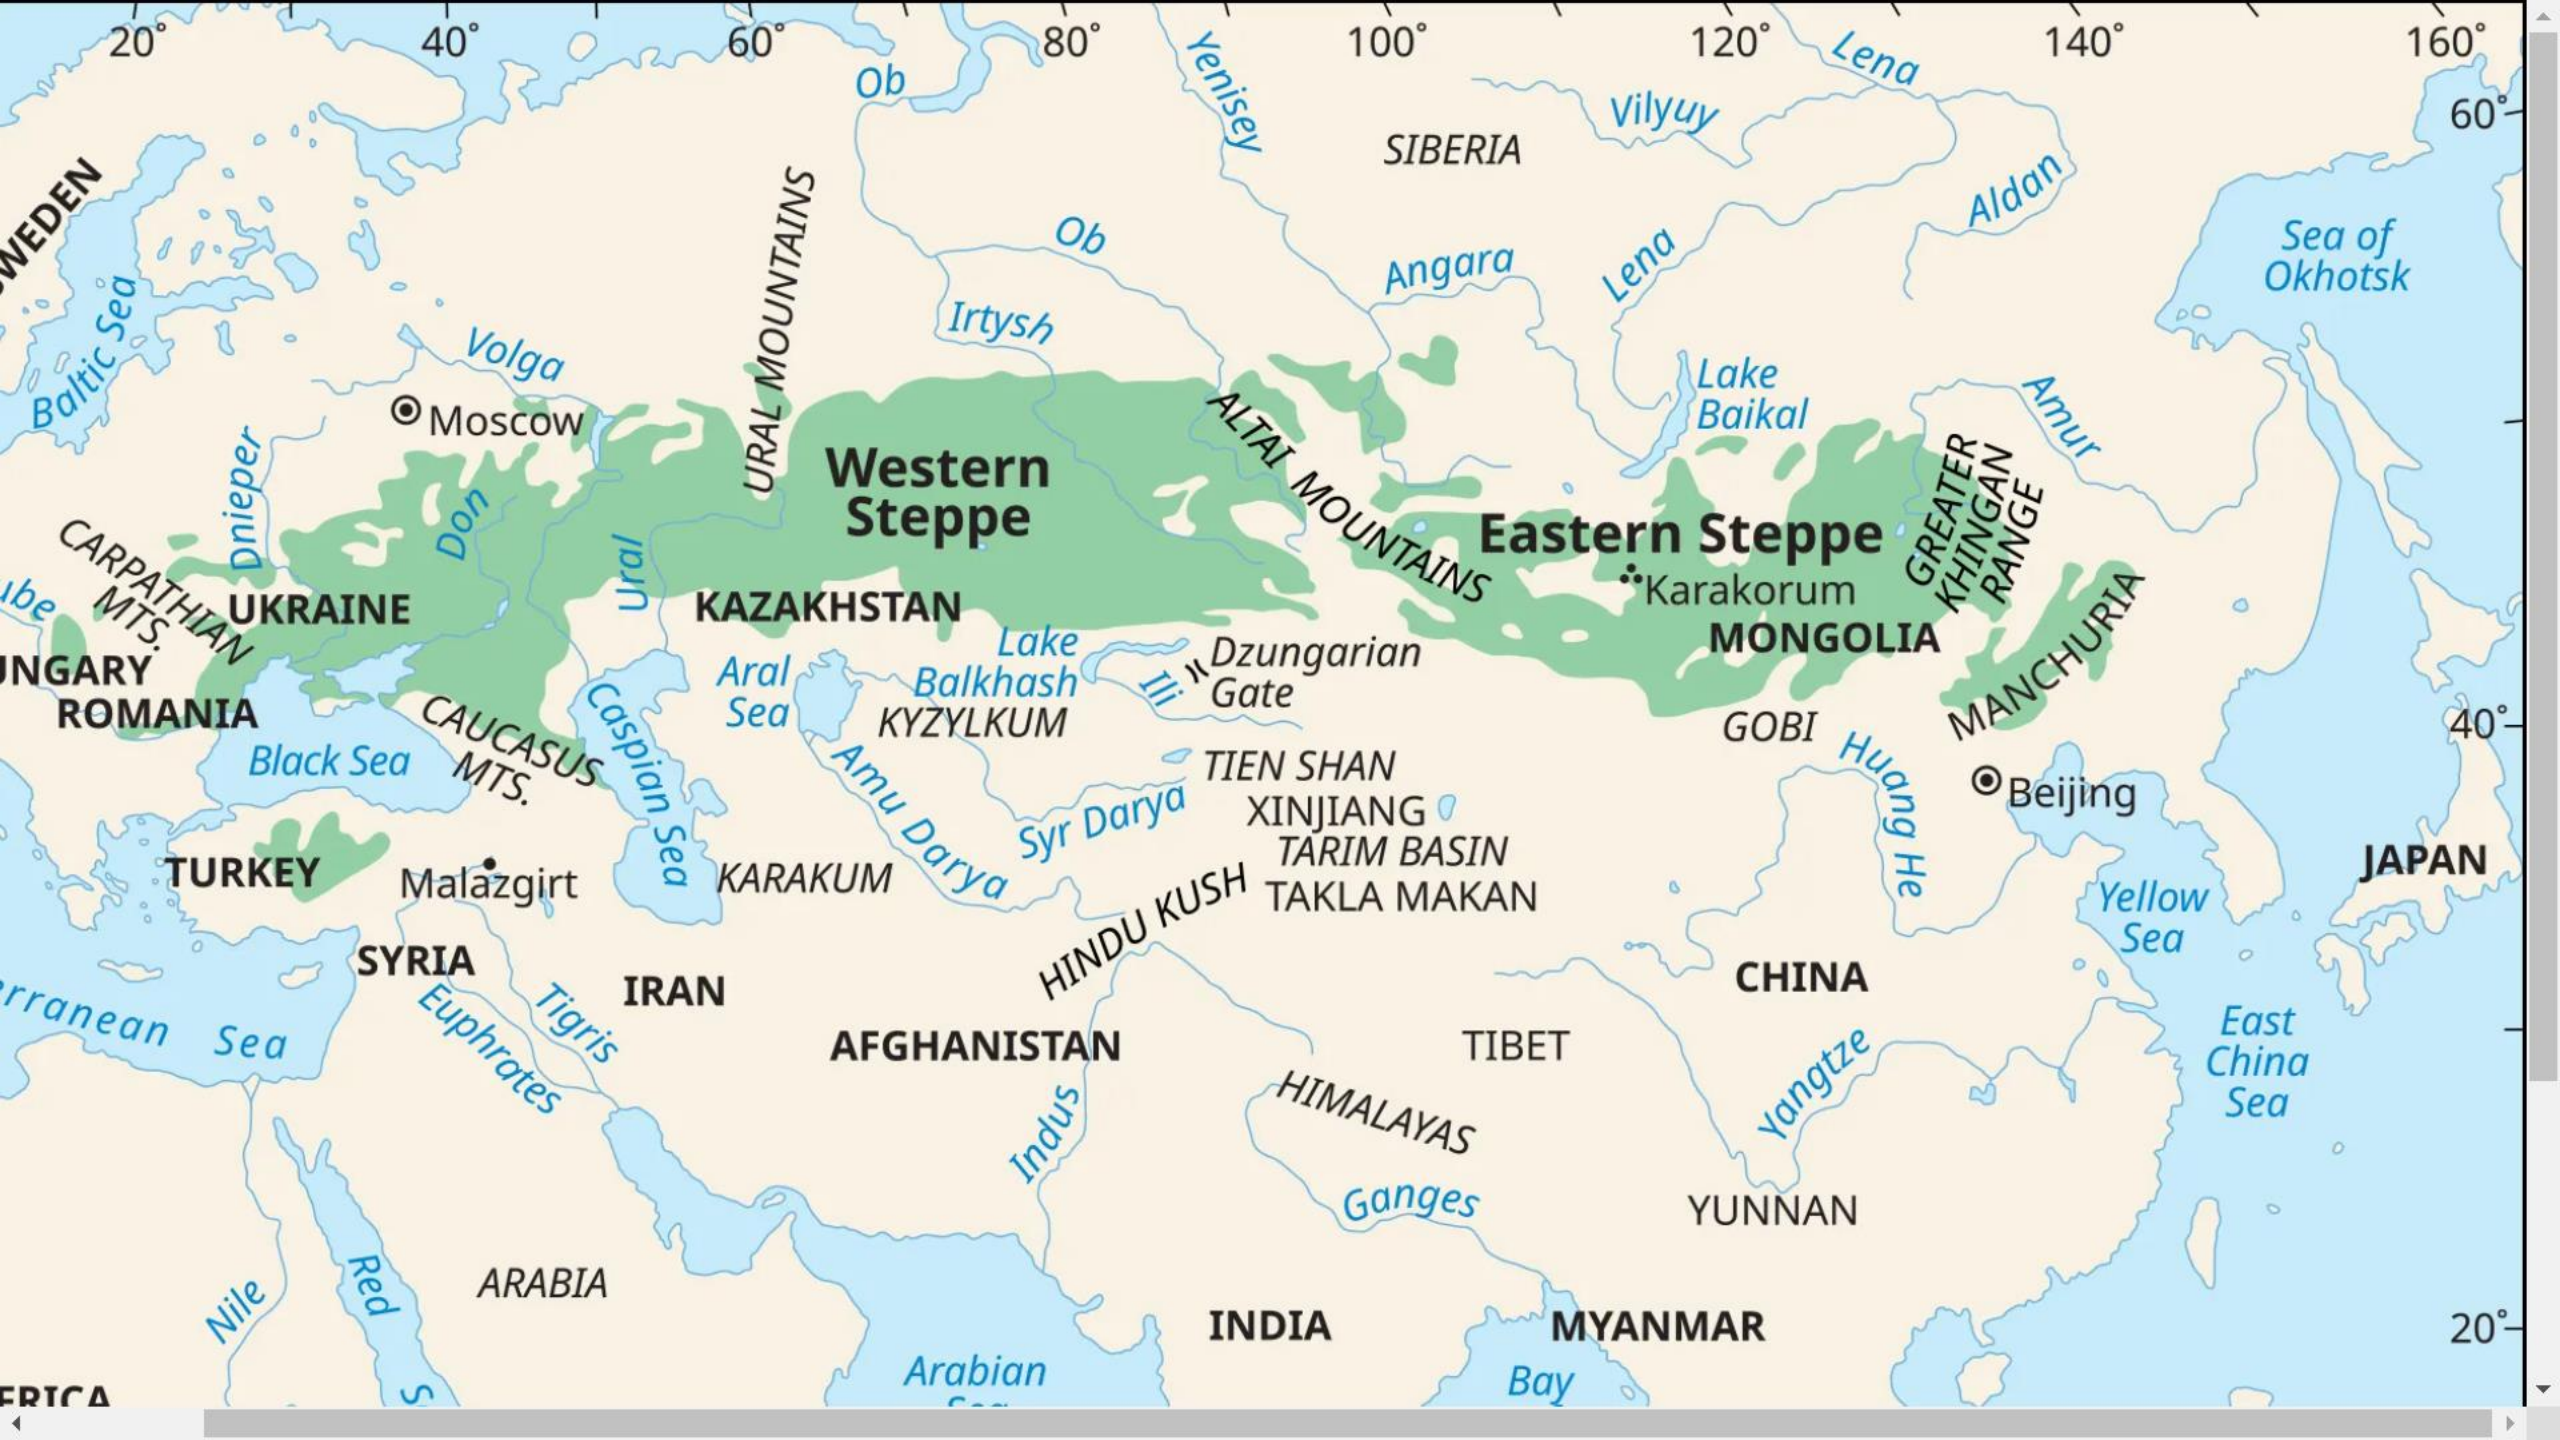 20°
40°
60°
80°
100°
120°
140°
160°
Ob
Yenisey
Lena
Vilyuy
60°
SIBERIA
WEDEN
Aldan
URAL MOUNTAINS
Ob
Sea of
Okhotsk
Angara
Lena
Irtysh
Baltic Sea
Volga
Lake
Baikal
Amur
Moscow
ALTAI MOUNTAINS
Dnieper
Western
Steppe
GREATER
KHINGAN
RANGE
Don
Eastern Steppe
CARPATHIAN
MTS.
Ural
Karakorum
ube
UKRAINE
KAZAKHSTAN
MONGOLIA
MANCHURIA
Lake
Balkhash
Dzungarian
Gate
Ili
UNGARY
Aral
Sea
ROMANIA
CAUCASUS
MTS.
Caspian Sea
KYZYLKUM
GOBI
40°
Black Sea
Huang He
Amu Darya
TIEN SHAN
Beijing
Syr Darya
XINJIANG
TARIM BASIN
JAPAN
TURKEY
Malazgirt
KARAKUM
TAKLA MAKAN
Yellow
Sea
HINDU KUSH
SYRIA
IRAN
CHINA
erranean Sea
Euphrates
Tigris
AFGHANISTAN
TIBET
East
China
Sea
Yangtze
Indus
HIMALAYAS
Ganges
YUNNAN
Nile
Red
S
ARABIA
INDIA
MYANMAR
20°
Arabian
Sea
Bay
FRICA